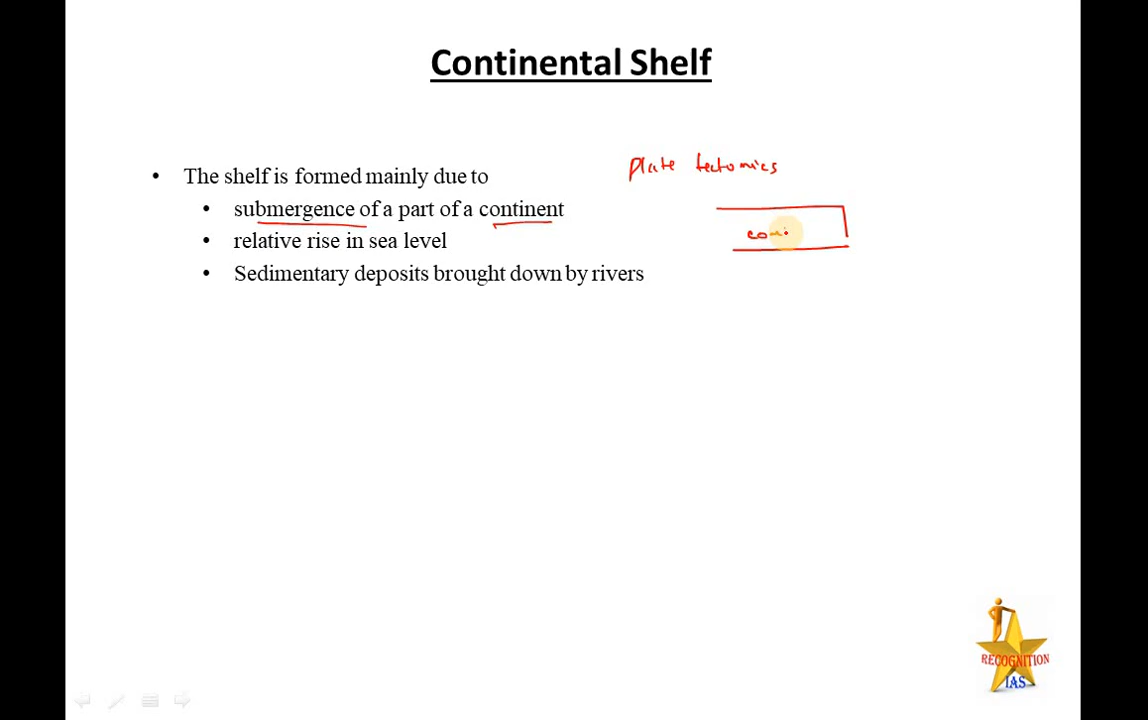 Continental Shelf
Plate tectonics
• The shelf is formed mainly due to
• submergence of a part of a continent
• relative rise in sea level
• Sedimentary deposits brought down by rivers
RECOGNITION
IAS